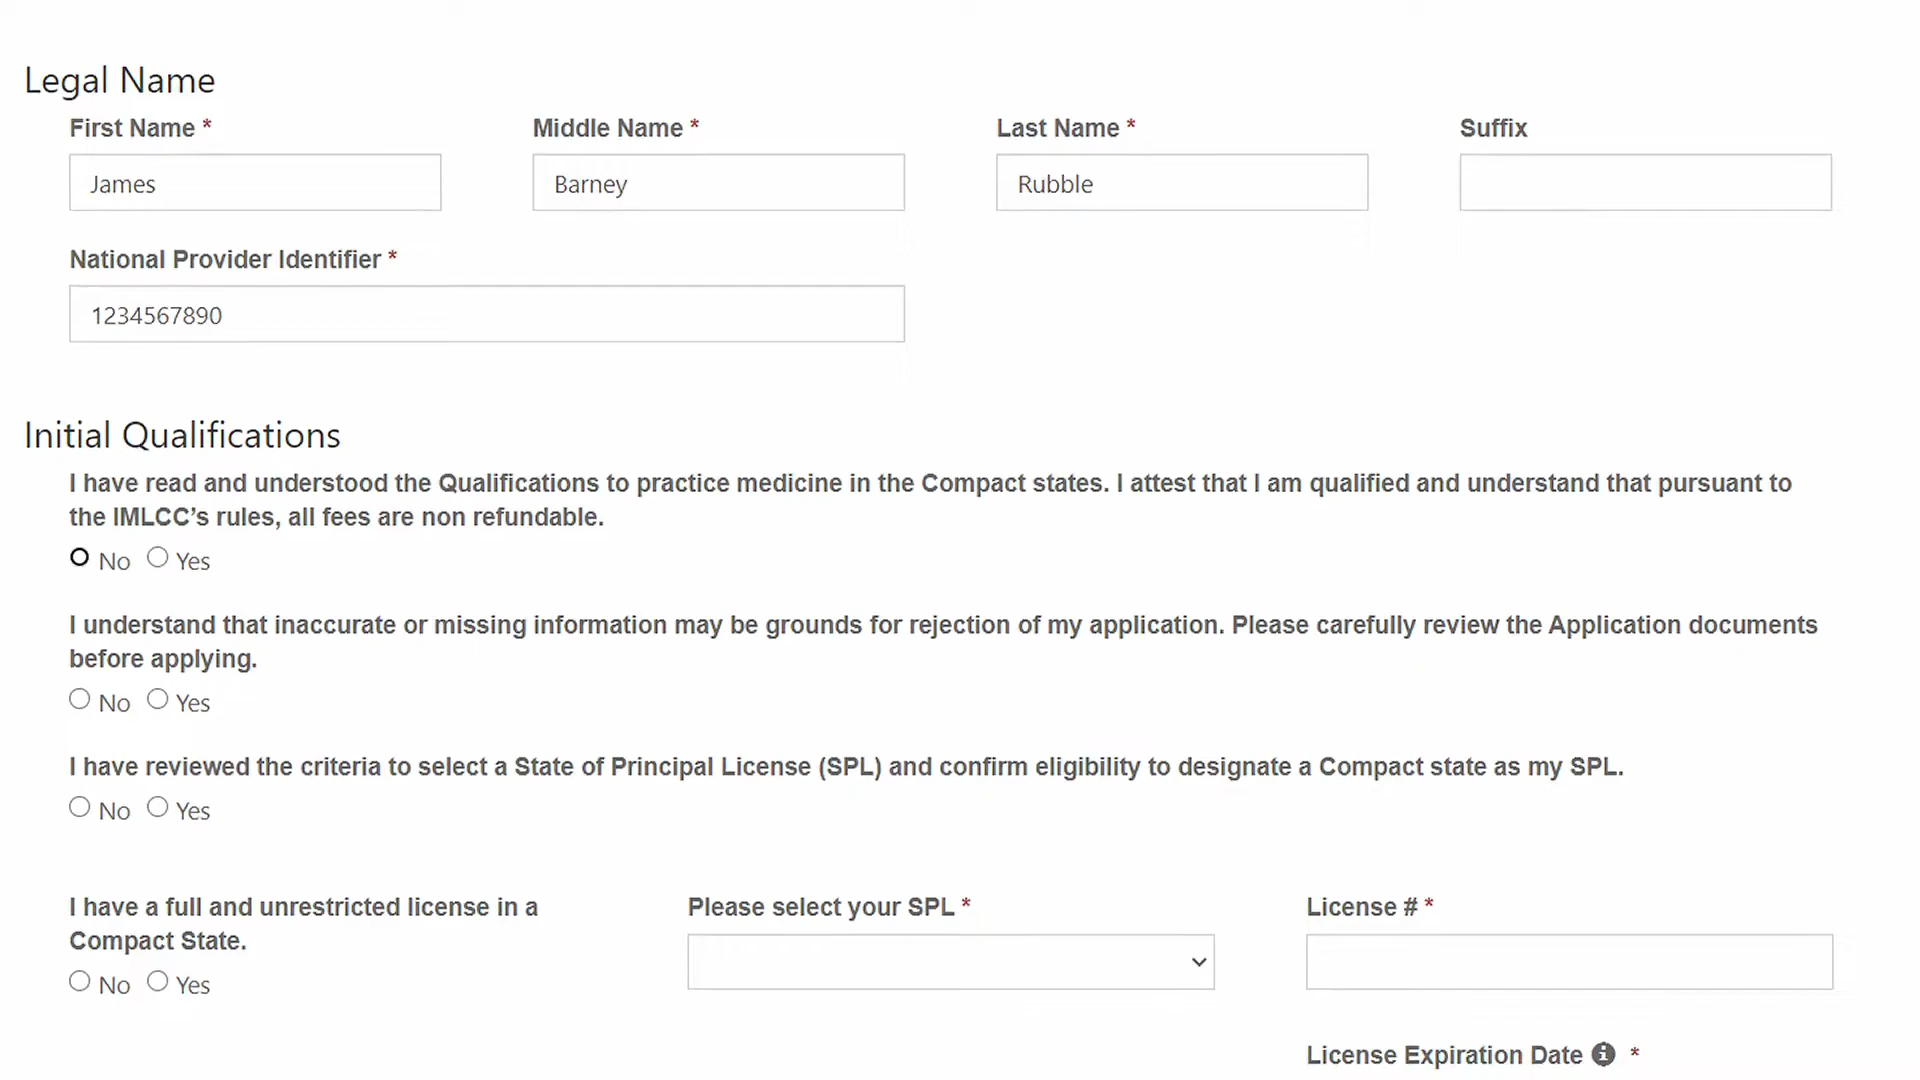 Legal Name
First Name * Middle Name * Last Name * Suffix
James Barney Rubble
National Provider Identifier *
1234567890
Initial Qualifications
I have read and understood the Qualifications to practice medicine in the Compact states. I attest that I am qualified and understand that pursuant to
the IMLCC’s rules, all fees are non refundable.
No Yes
I understand that inaccurate or missing information may be grounds for rejection of my application. Please carefully review the Application documents
before applying.
No Yes
I have reviewed the criteria to select a State of Principal License (SPL) and confirm eligibility to designate a Compact state as my SPL.
No Yes
I have a full and unrestricted license in a
Compact State.
No Yes
Please select your SPL *
License # *
License Expiration Date *